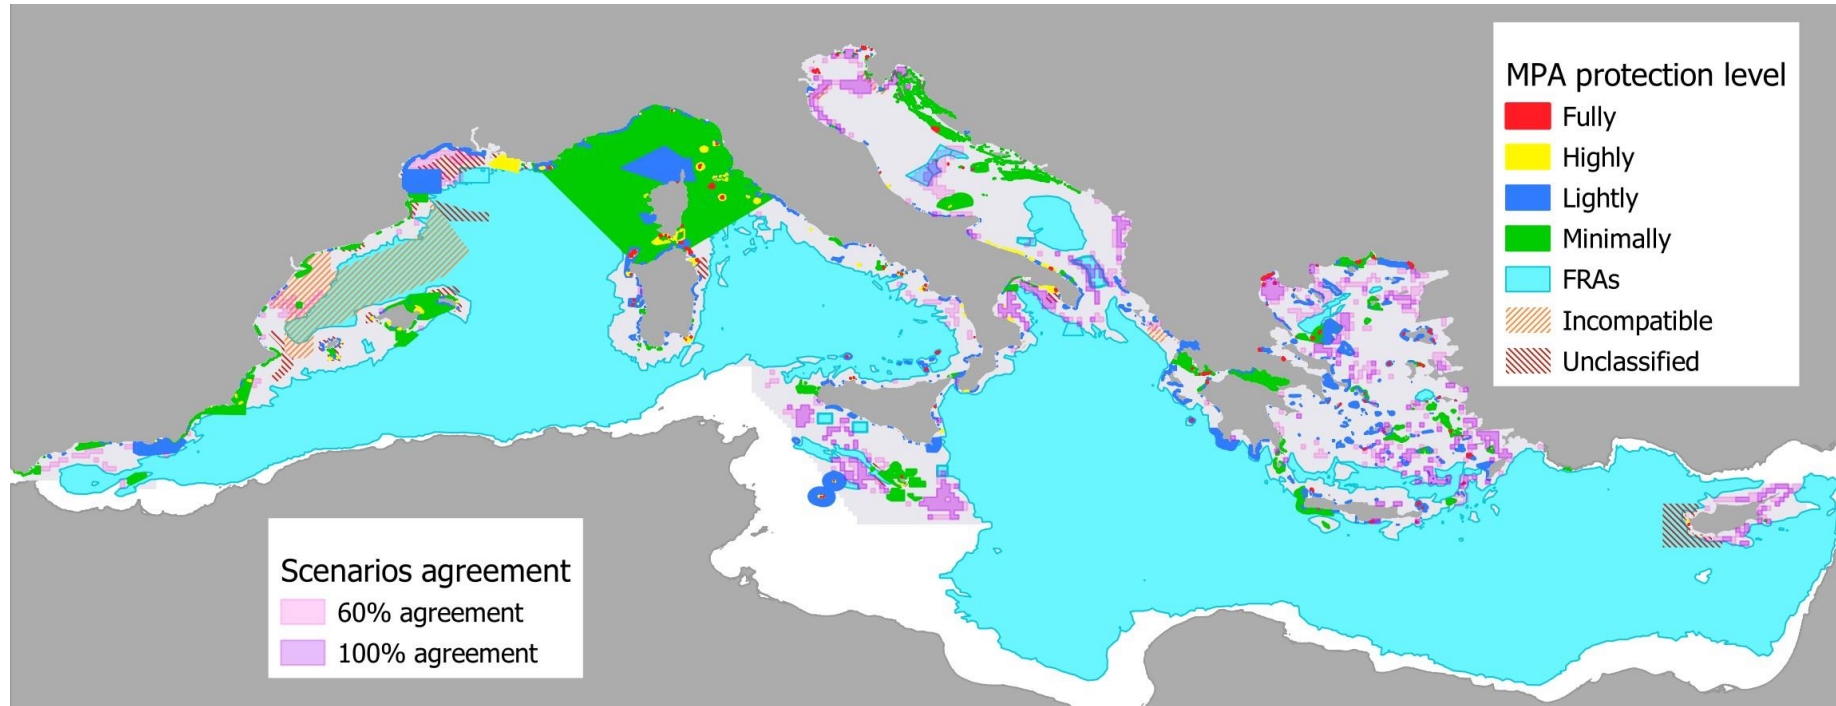 MPA protection level
Fully
Highly
Lightly
Minimally
FRAs
Incompatible
Unclassified
Scenarios agreement
60% agreement
100% agreement